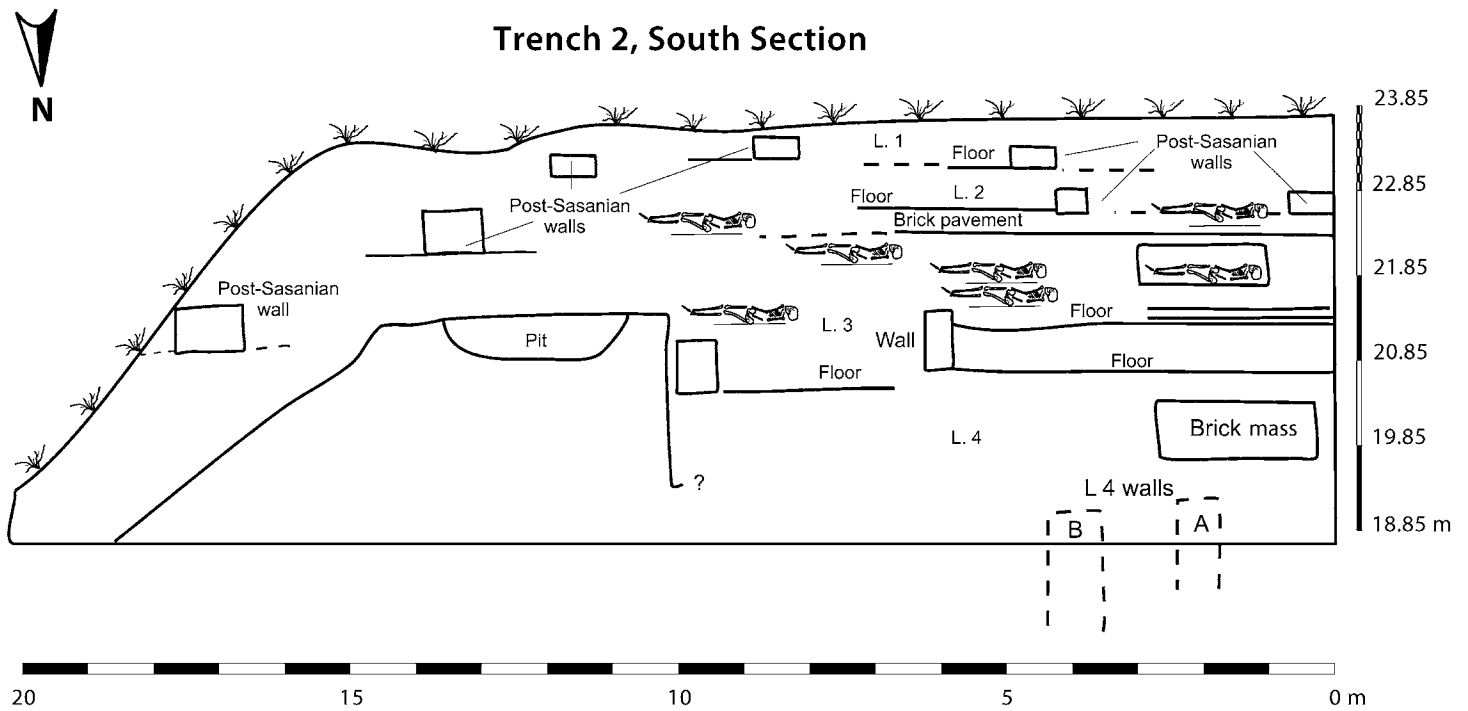 Trench 2, South Section
N
23.85
L. 1
Floor
Post-Sasanian
walls
22.85
Floor
L. 2
Post-Sasanian
walls
Brick pavement
21.85
Post-Sasanian
wall
Floor
L. 3
Wall
Pit
20.85
Floor
Floor
L. 4
Brick mass
19.85
?
L 4 walls
B
A
18.85 m
20
15
10
5
0 m